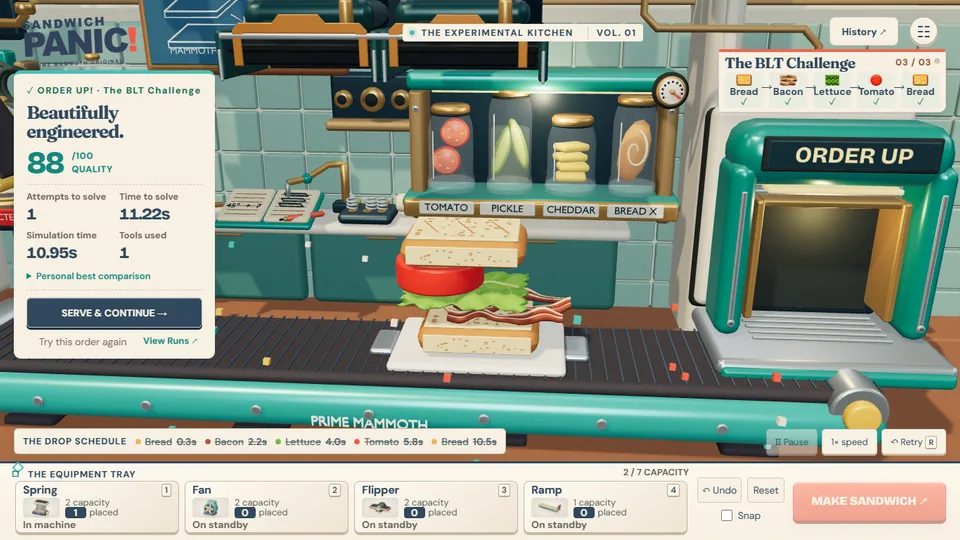 SANDWICH
PANIC!
MAMMOTH
THE EXPERIMENTAL KITCHEN VOL. 01
History ↗
The BLT Challenge 03 / 03
Bread → Bacon → Lettuce → Tomato → Bread
✓ ✓ ✓ ✓ ✓
✓ ORDER UP! · The BLT Challenge
Beautifully
engineered.
88 /100
QUALITY
Attempts to solve Time to solve
1 11.22s
Simulation time Tools used
10.95s 1
▶ Personal best comparison
SERVE & CONTINUE →
Try this order again View Runs ↗
TOMATO PICKLE CHEDDAR BREAD X
ORDER UP
PRIME MAMMOTH
THE DROP SCHEDULE Bread 0.3s Bacon 2.2s Lettuce 4.0s Tomato 5.8s Bread 10.5s
II Pause 1× speed ↶ Retry R
THE EQUIPMENT TRAY 2 / 7 CAPACITY
Spring 1
2 capacity
1 placed
In machine
Fan 2
2 capacity
0 placed
On standby
Flipper 3
2 capacity
0 placed
On standby
Ramp 4
1 capacity
0 placed
On standby
↶ Undo Reset
Snap
MAKE SANDWICH ↗